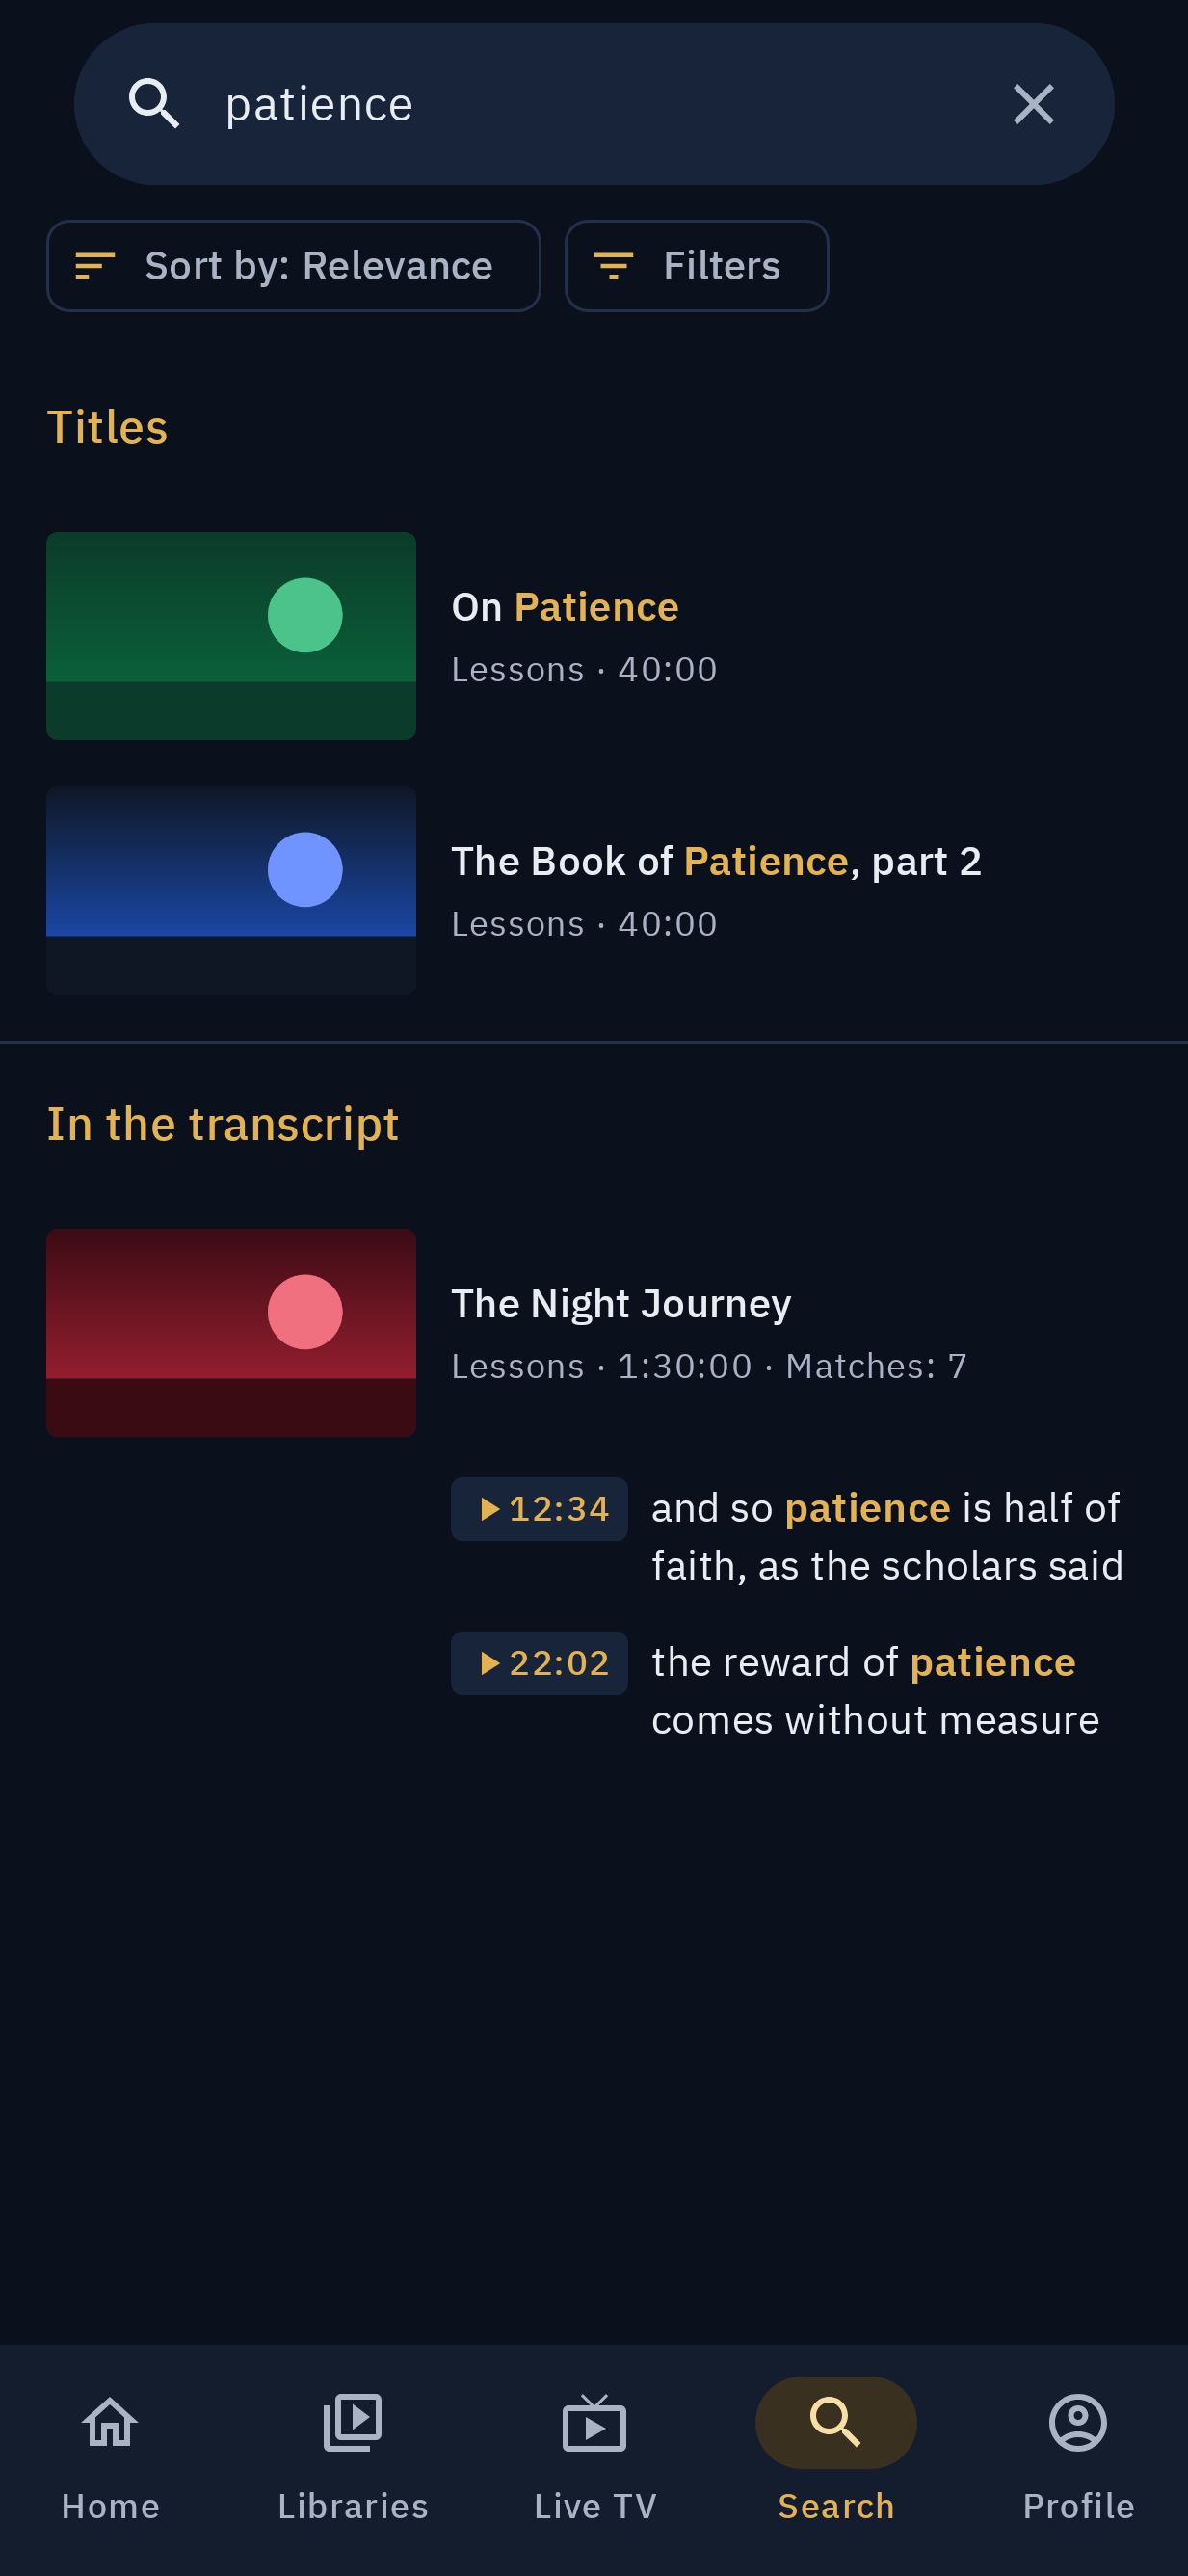 patience
Sort by: Relevance
Filters
Titles
On Patience
Lessons · 40:00
The Book of Patience, part 2
Lessons · 40:00
In the transcript
The Night Journey
Lessons · 1:30:00 · Matches: 7
12:34 and so patience is half of
faith, as the scholars said
22:02 the reward of patience
comes without measure
Home
Libraries
Live TV
Search
Profile